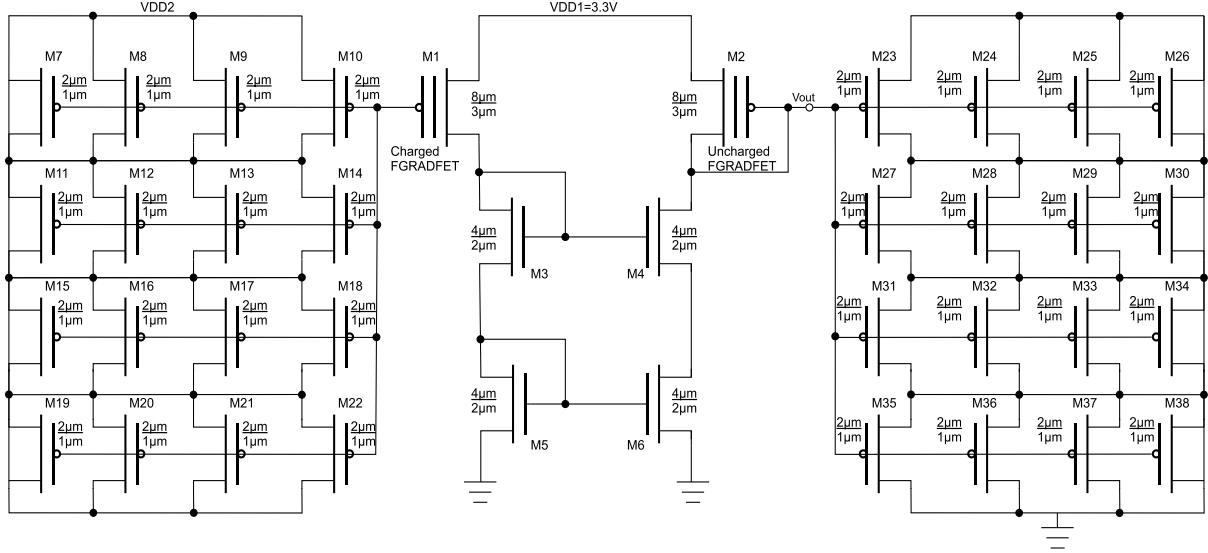 VDD2
VDD1=3.3V
M7
M8
M9
M10
M1
M2
M23
M24
M25
M26
2µm
1µm
2µm
1µm
2µm
1µm
2µm
1µm
8µm
3µm
8µm
3µm
Vout
2µm
1µm
2µm
1µm
2µm
1µm
2µm
1µm
Charged
FGRADFET
Uncharged
FGRADFET
M11
M12
M13
M14
M27
M28
M29
M30
2µm
1µm
2µm
1µm
2µm
1µm
2µm
1µm
4µm
2µm
4µm
2µm
2µm
1µm
2µm
1µm
2µm
1µm
2µm
1µm
M3
M4
M15
M16
M17
M18
M31
M32
M33
M34
2µm
1µm
2µm
1µm
2µm
1µm
2µm
1µm
2µm
1µm
2µm
1µm
2µm
1µm
2µm
1µm
M19
M20
M21
M22
4µm
2µm
4µm
2µm
M35
M36
M37
M38
2µm
1µm
2µm
1µm
2µm
1µm
2µm
1µm
M5
M6
2µm
1µm
2µm
1µm
2µm
1µm
2µm
1µm